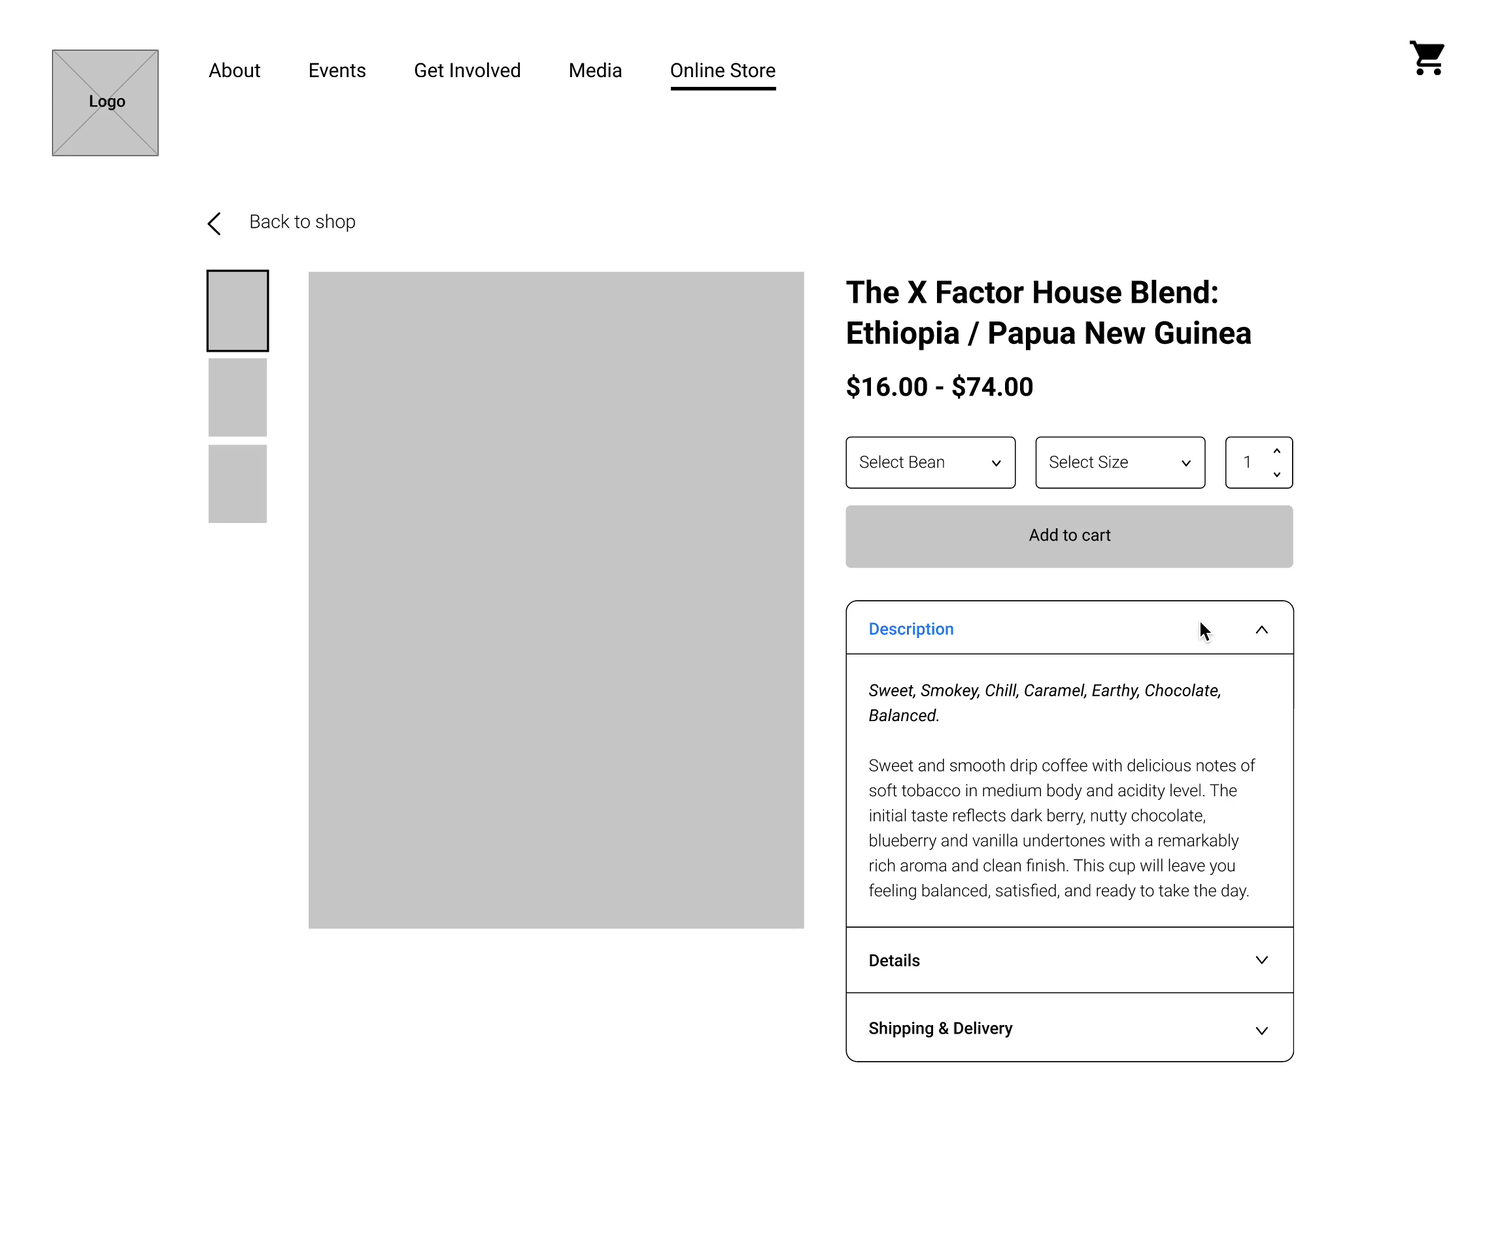 Logo
About
Events
Get Involved
Media
Online Store
Back to shop
The X Factor House Blend:
Ethiopia / Papua New Guinea
$16.00 - $74.00
Select Bean
Select Size
1
Add to cart
Description
Sweet, Smokey, Chill, Caramel, Earthy, Chocolate,
Balanced.
Sweet and smooth drip coffee with delicious notes of
soft tobacco in medium body and acidity level. The
initial taste reflects dark berry, nutty chocolate,
blueberry and vanilla undertones with a remarkably
rich aroma and clean finish. This cup will leave you
feeling balanced, satisfied, and ready to take the day.
Details
Shipping & Delivery